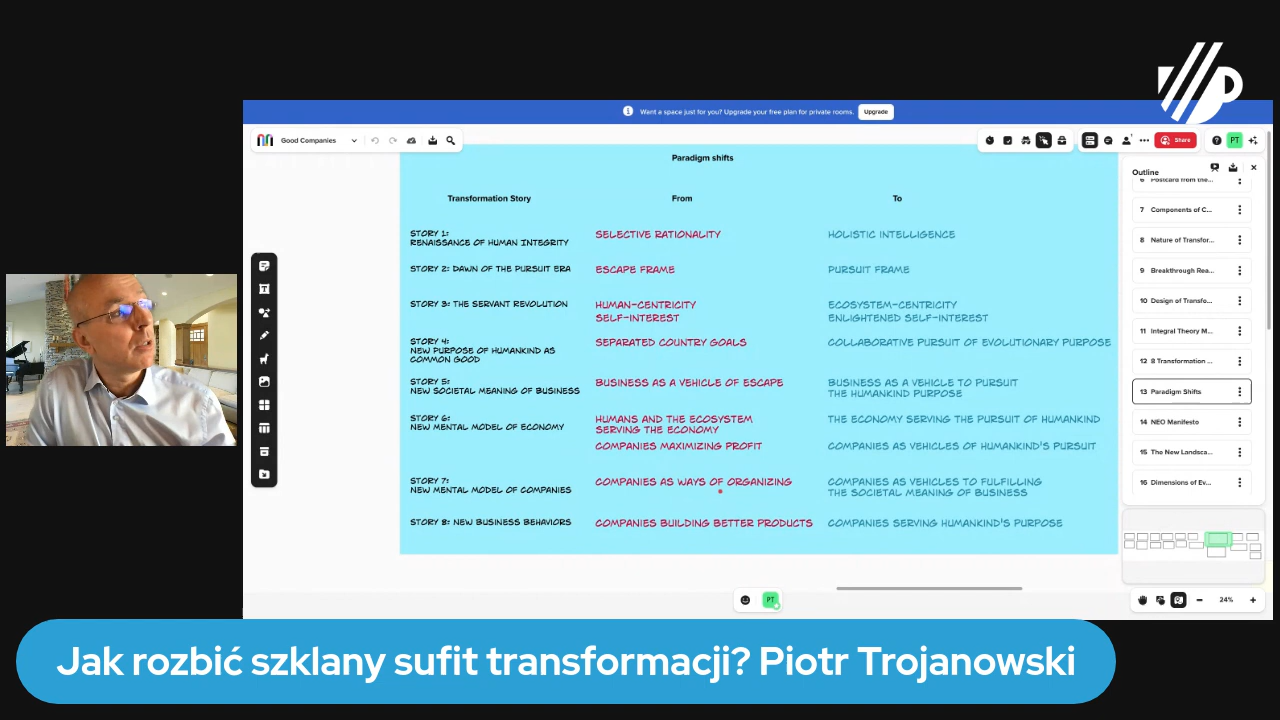 Want a space just for you? Upgrade your free plan for private rooms. Upgrade
Good Companies
Share
PT
Paradigm shifts
Transformation Story From To
STORY 1:
RENAISSANCE OF HUMAN INTEGRITY
SELECTIVE RATIONALITY
HOLISTIC INTELLIGENCE
STORY 2: DAWN OF THE PURSUIT ERA
ESCAPE FRAME
PURSUIT FRAME
STORY 3: THE SERVANT REVOLUTION
HUMAN-CENTRICITY
SELF-INTEREST
ECOSYSTEM-CENTRICITY
ENLIGHTENED SELF-INTEREST
STORY 4:
NEW PURPOSE OF HUMANKIND AS
COMMON GOOD
SEPARATED COUNTRY GOALS
COLLABORATIVE PURSUIT OF EVOLUTIONARY PURPOSE
STORY 5:
NEW SOCIETAL MEANING OF BUSINESS
BUSINESS AS A VEHICLE OF ESCAPE
BUSINESS AS A VEHICLE TO PURSUIT
THE HUMANKIND PURPOSE
STORY 6:
NEW MENTAL MODEL OF ECONOMY
HUMANS AND THE ECOSYSTEM
SERVING THE ECONOMY
THE ECONOMY SERVING THE PURSUIT OF HUMANKIND
COMPANIES MAXIMIZING PROFIT
COMPANIES AS VEHICLES OF HUMANKIND'S PURSUIT
STORY 7:
NEW MENTAL MODEL OF COMPANIES
COMPANIES AS WAYS OF ORGANIZING
COMPANIES AS VEHICLES TO FULFILLING
THE SOCIETAL MEANING OF BUSINESS
STORY 8: NEW BUSINESS BEHAVIORS
COMPANIES BUILDING BETTER PRODUCTS
COMPANIES SERVING HUMANKIND'S PURPOSE
Outline
6 Postcard from the...
7 Components of C...
8 Nature of Transfor...
9 Breakthrough Rea...
10 Design of Transfo...
11 Integral Theory M...
12 8 Transformation ...
13 Paradigm Shifts
14 NEO Manifesto
15 The New Landsca...
16 Dimensions of Ev...
PT
24%
Jak rozbić szklany sufit transformacji? Piotr Trojanowski